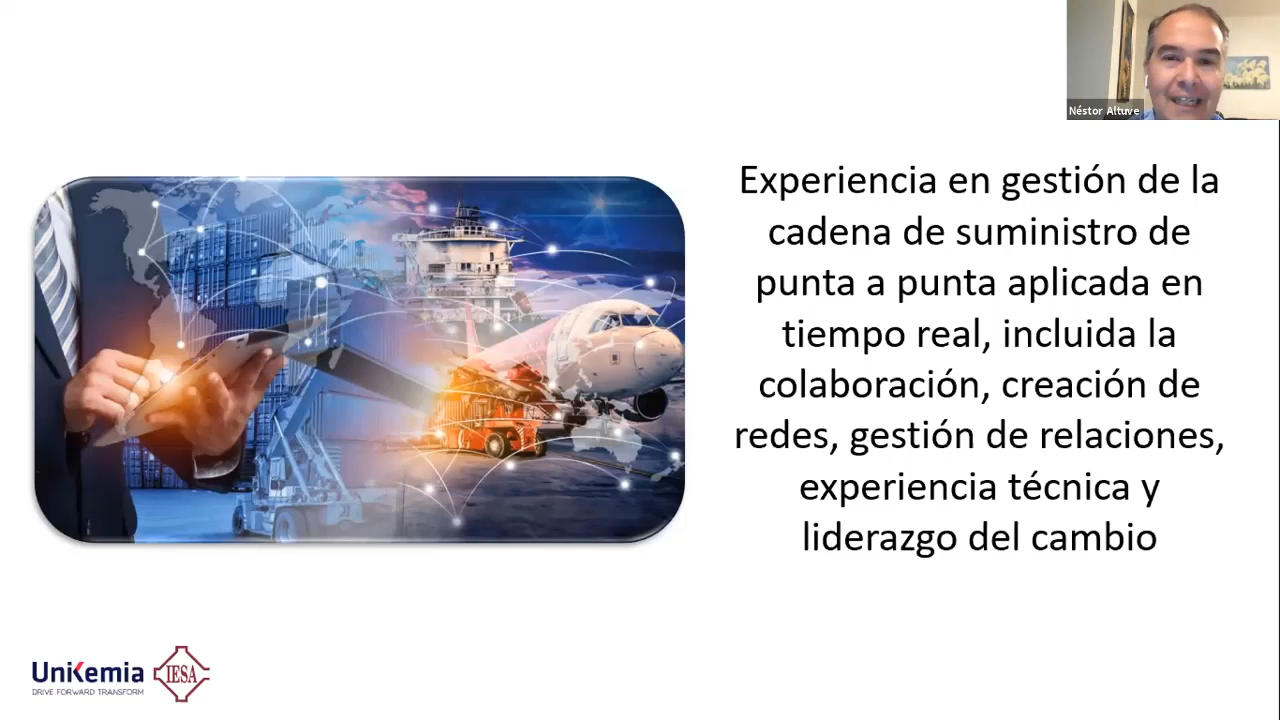 Néstor Altuve
Experiencia en gestión de la
cadena de suministro de
punta a punta aplicada en
tiempo real, incluida la
colaboración, creación de
redes, gestión de relaciones,
experiencia técnica y
liderazgo del cambio
UniKemia
DRIVE FORWARD TRANSFORM
IESA